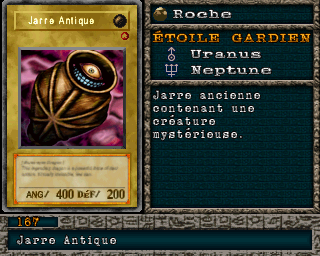 Jarre Antique
ANG/ 400 DÉF/ 200
Roche
ÉTOILE GARDIEN
Uranus
Neptune
Jarre ancienne
contenant une
créature
mystérieuse.
167
Jarre Antique